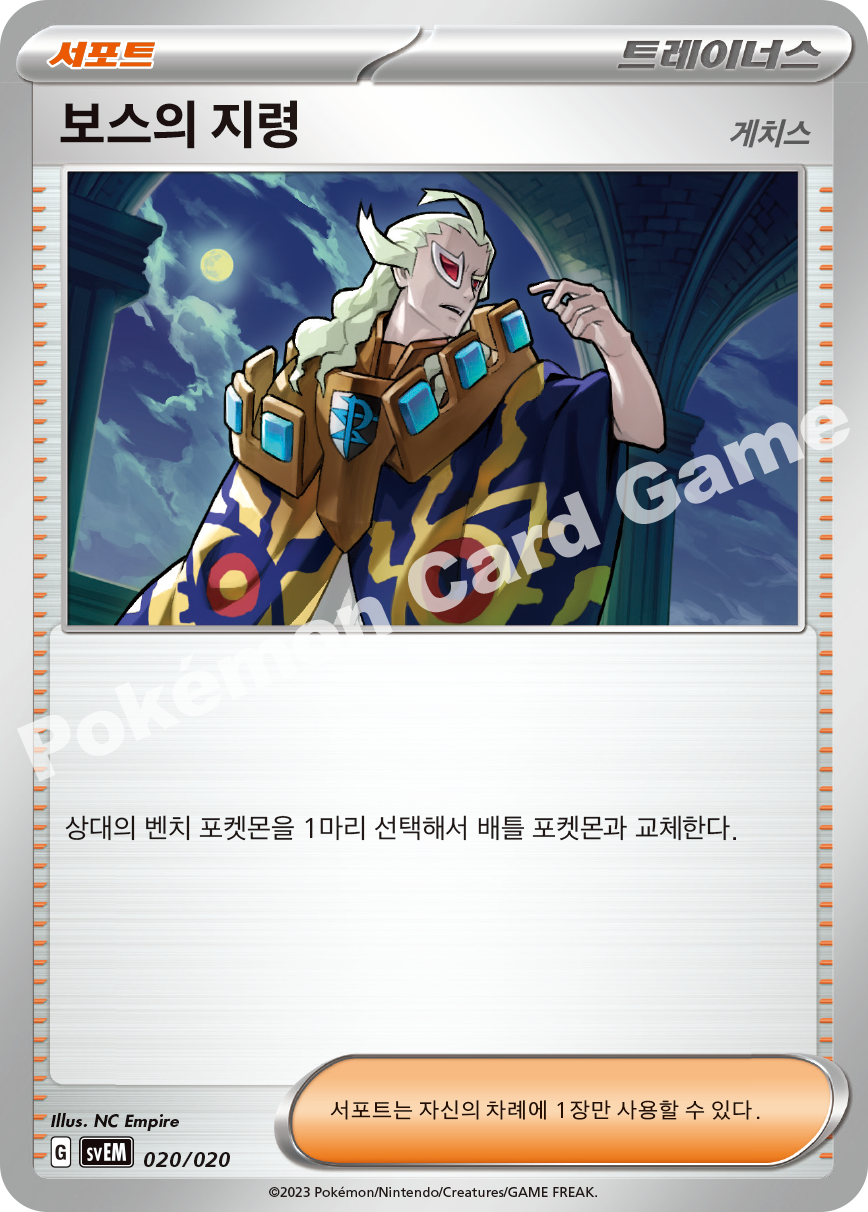 서포트
트레이너스
보스의 지령
게치스
Pokémon Card Game
상대의 벤치 포켓몬을 1마리 선택해서 배틀 포켓몬과 교체한다.
서포트는 자신의 차례에 1장만 사용할 수 있다.
Illus. NC Empire
G svEM 020/020
©2023 Pokémon/Nintendo/Creatures/GAME FREAK.